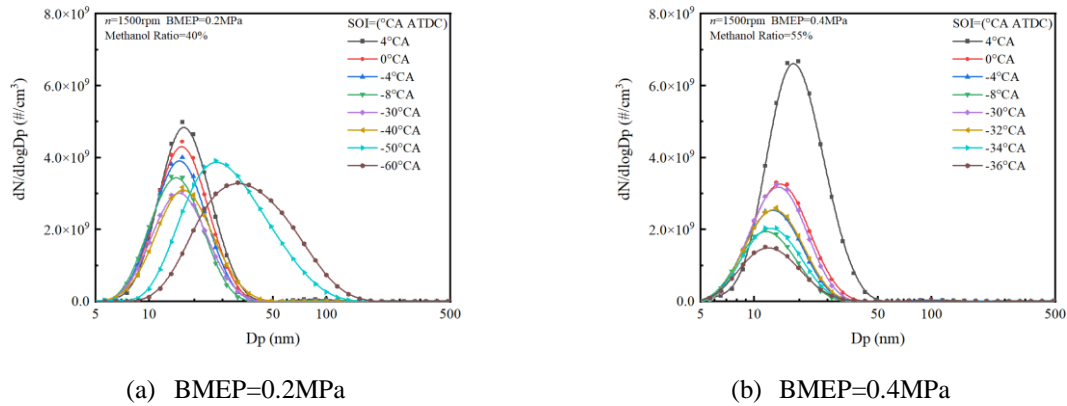 n=1500rpm BMEP=0.2MPa
Methanol Ratio=40%
SOI=(°CA ATDC)
4°CA
0°CA
-4°CA
-8°CA
-30°CA
-40°CA
-50°CA
-60°CA
8.0×10⁹
6.0×10⁹
4.0×10⁹
2.0×10⁹
0.0
dN/dlogDp (#/cm³)
5 10 50 100 500
Dp (nm)
(a) BMEP=0.2MPa
n=1500rpm BMEP=0.4MPa
Methanol Ratio=55%
SOI=(°CA ATDC)
4°CA
0°CA
-4°CA
-8°CA
-30°CA
-32°CA
-34°CA
-36°CA
8.0×10⁹
6.0×10⁹
4.0×10⁹
2.0×10⁹
0.0
dN/dlogDp (#/cm³)
5 10 50 100 500
Dp (nm)
(b) BMEP=0.4MPa